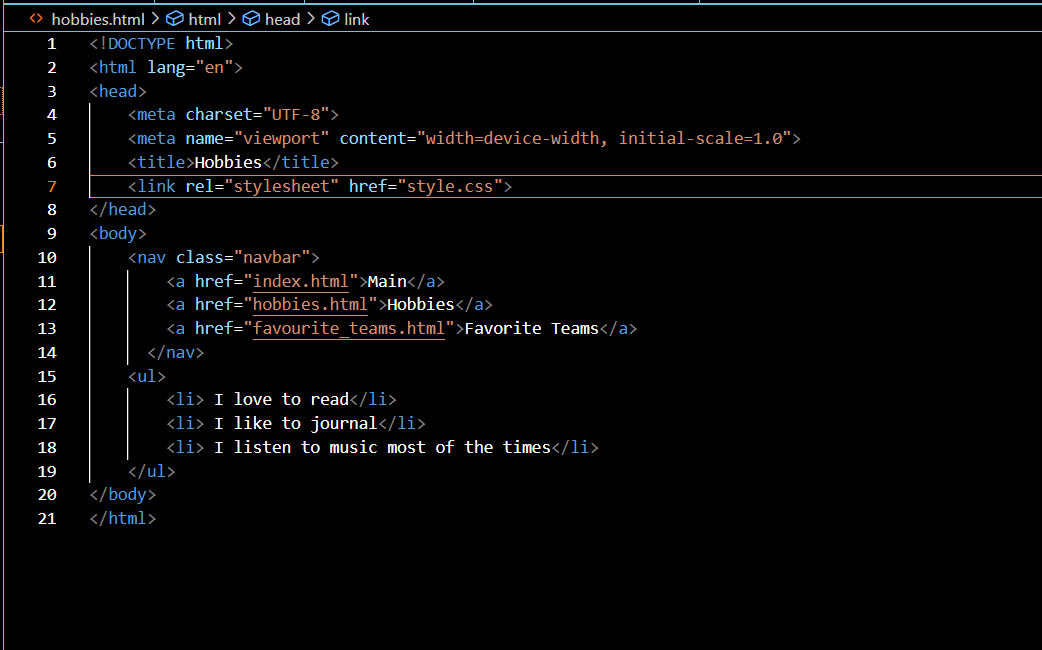 hobbies.html > html > head > link
1 <!DOCTYPE html>
2 <html lang="en">
3 <head>
4     <meta charset="UTF-8">
5     <meta name="viewport" content="width=device-width, initial-scale=1.0">
6     <title>Hobbies</title>
7     <link rel="stylesheet" href="style.css">
8 </head>
9 <body>
10     <nav class="navbar">
11         <a href="index.html">Main</a>
12         <a href="hobbies.html">Hobbies</a>
13         <a href="favourite_teams.html">Favorite Teams</a>
14       </nav>
15     <ul>
16         <li> I love to read</li>
17         <li> I like to journal</li>
18         <li> I listen to music most of the times</li>
19     </ul>
20 </body>
21 </html>